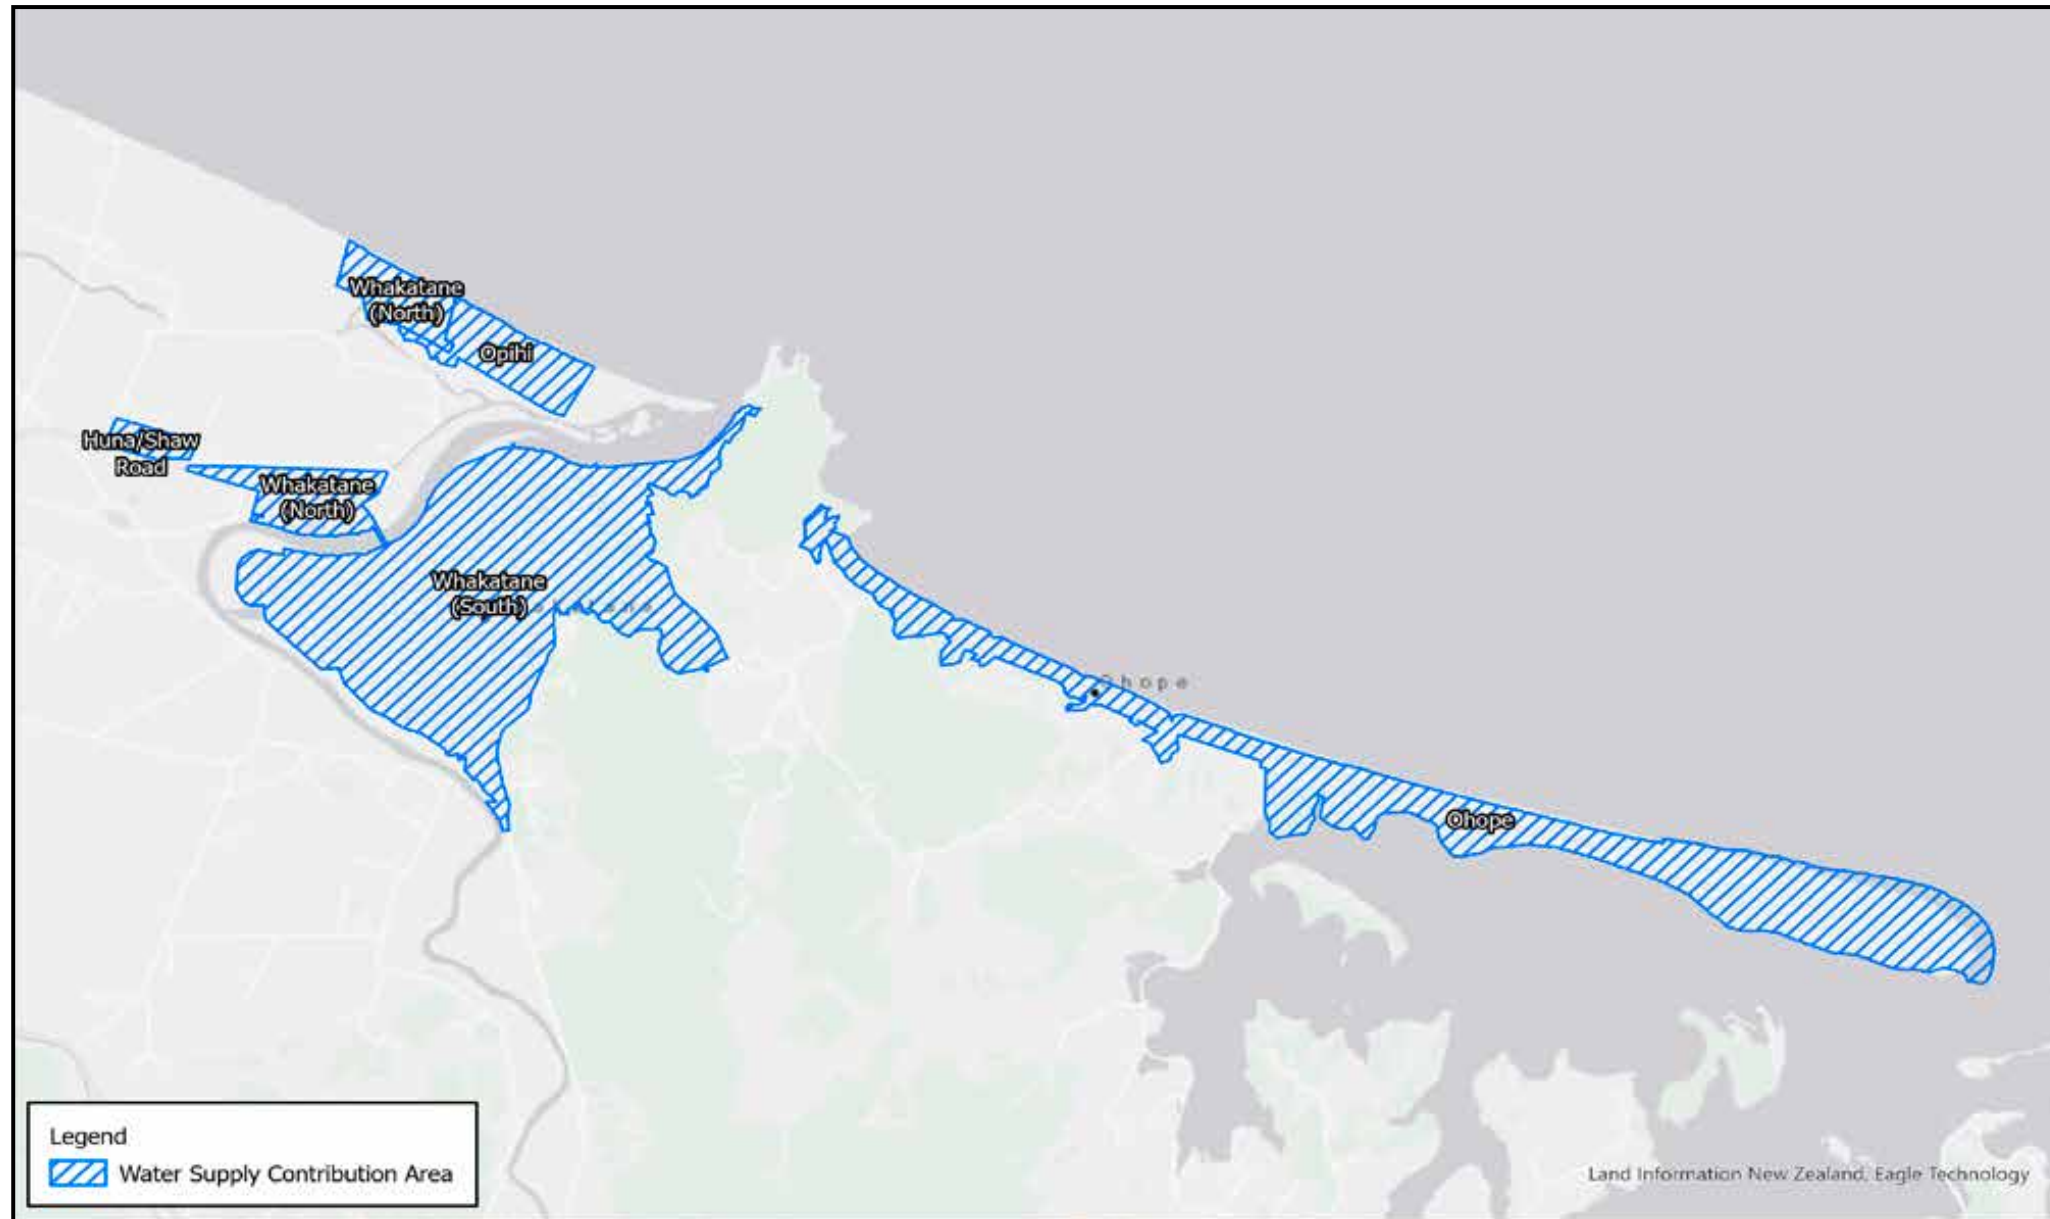 Whakatane
(North)
Opihi
Huna/Shaw
Road
Whakatane
(North)
Whakatane
(South)
Ohope
Ohope
Legend
Water Supply Contribution Area
Land Information New Zealand, Eagle Technology